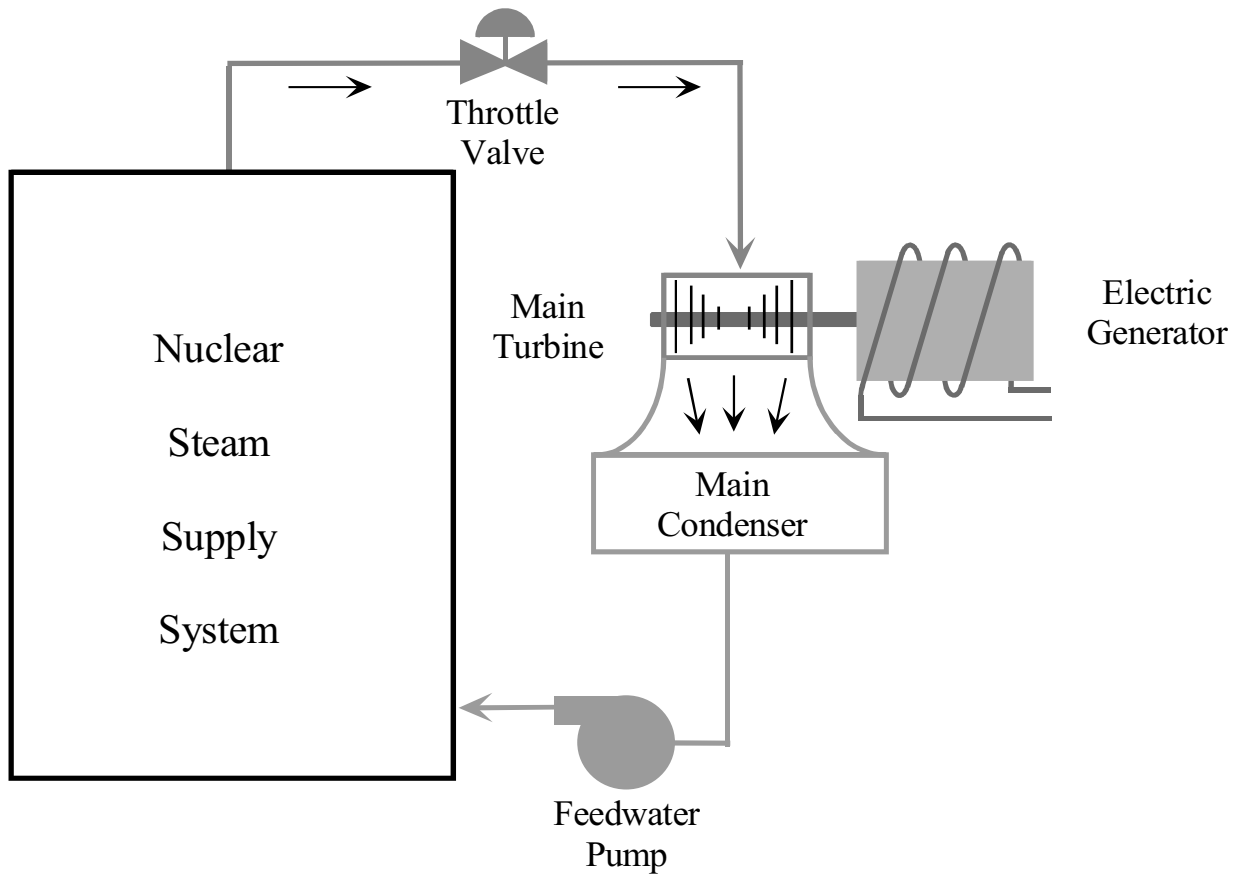 Throttle
Valve
Main
Turbine
Electric
Generator
Nuclear
Steam
Supply
System
Main
Condenser
Feedwater
Pump